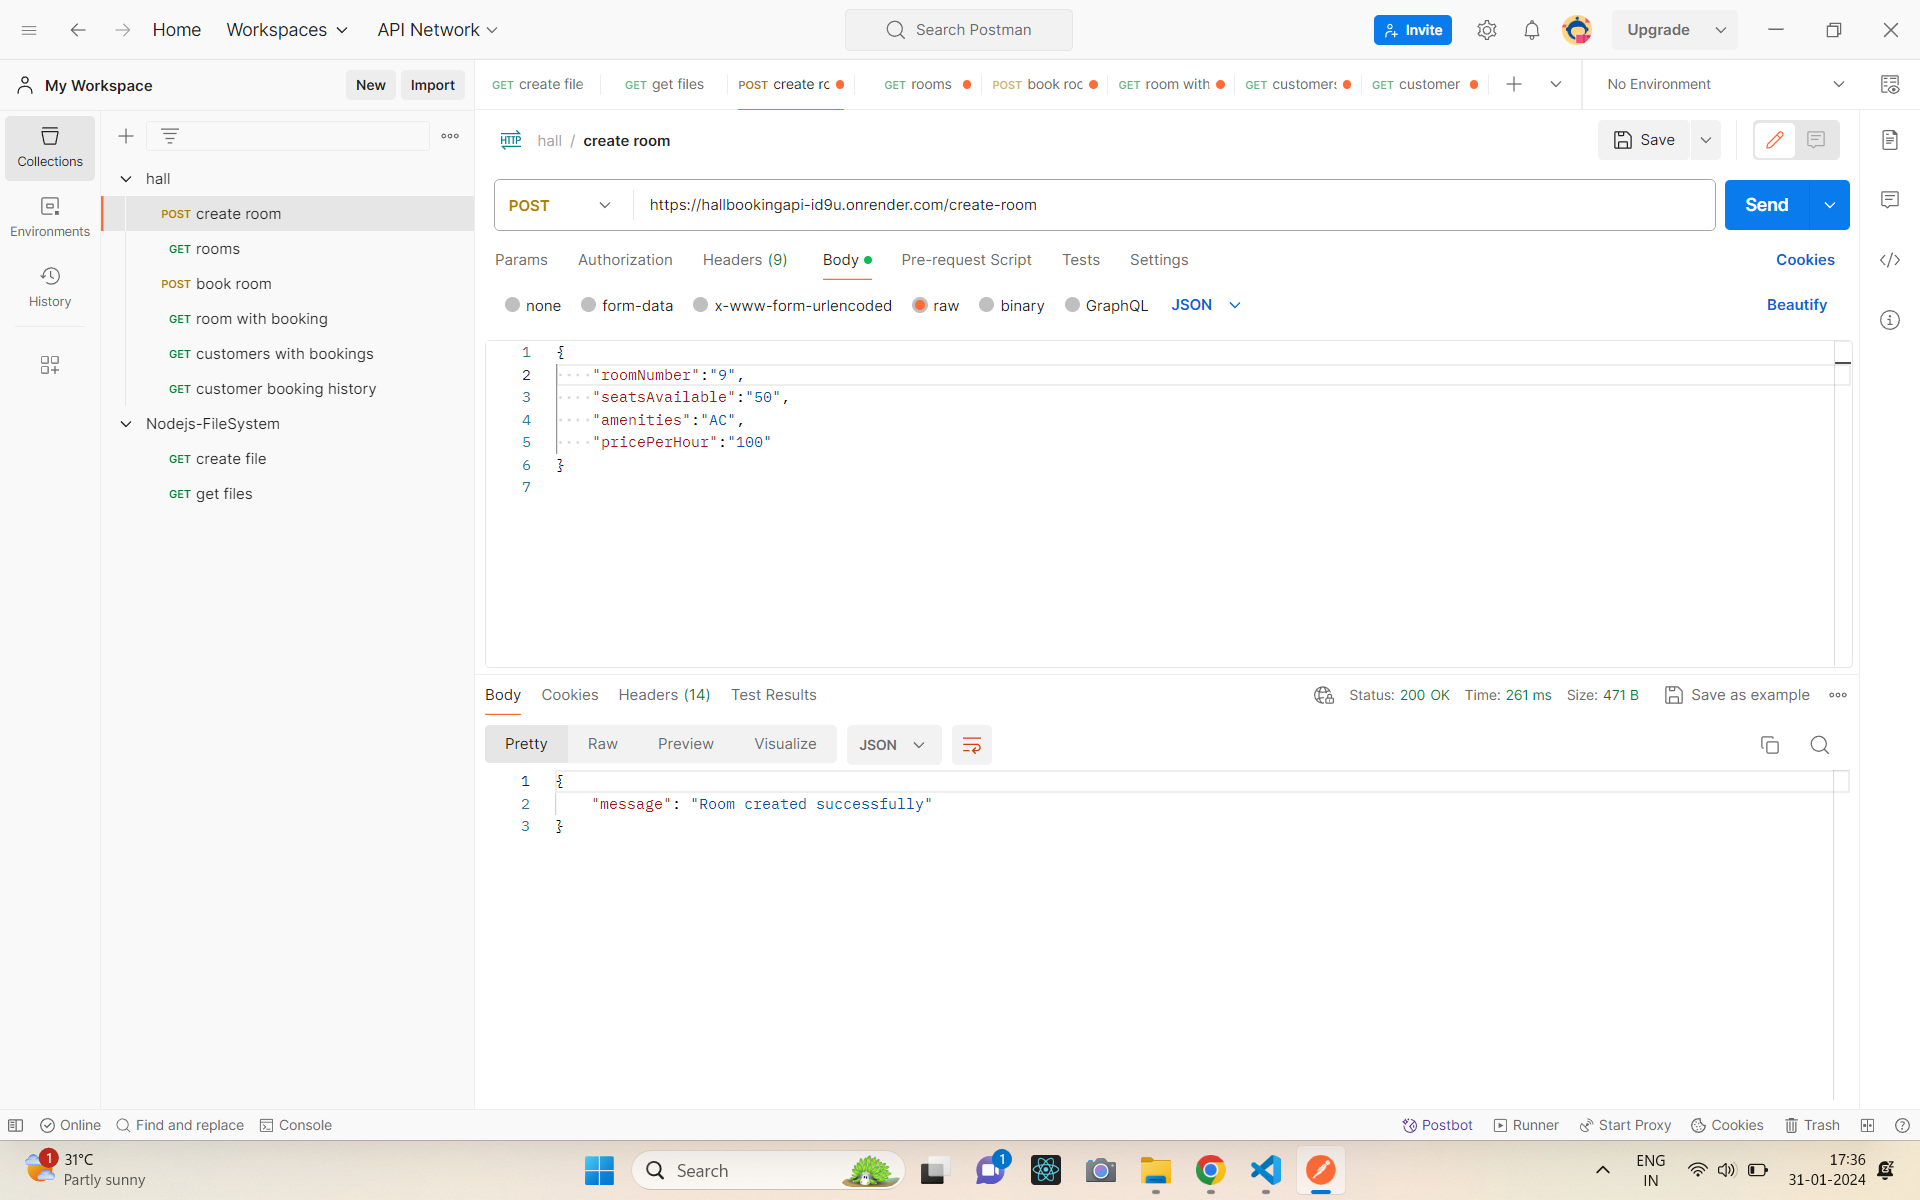 Home
Workspaces
API Network
Search Postman
Invite
Upgrade
My Workspace
New
Import
GET create file
GET get files
POST create rc
GET rooms
POST book roc
GET room with
GET customers
GET customer
No Environment
Collections
Environments
History
hall
POST create room
GET rooms
POST book room
GET room with booking
GET customers with bookings
GET customer booking history
Nodejs-FileSystem
GET create file
GET get files
HTTP hall / create room
Save
POST
https://hallbookingapi-id9u.onrender.com/create-room
Send
Params
Authorization
Headers (9)
Body
Pre-request Script
Tests
Settings
Cookies
none
form-data
x-www-form-urlencoded
raw
binary
GraphQL
JSON
Beautify
1 {
2 "roomNumber":"9",
3 "seatsAvailable":"50",
4 "amenities":"AC",
5 "pricePerHour":"100"
6 }
7
Body
Cookies
Headers (14)
Test Results
Status: 200 OK
Time: 261 ms
Size: 471 B
Save as example
Pretty
Raw
Preview
Visualize
JSON
1 {
2 "message": "Room created successfully"
3 }
Online
Find and replace
Console
Postbot
Runner
Start Proxy
Cookies
Trash
1
31°C
Partly sunny
Search
1
ENG
IN
17:36
31-01-2024